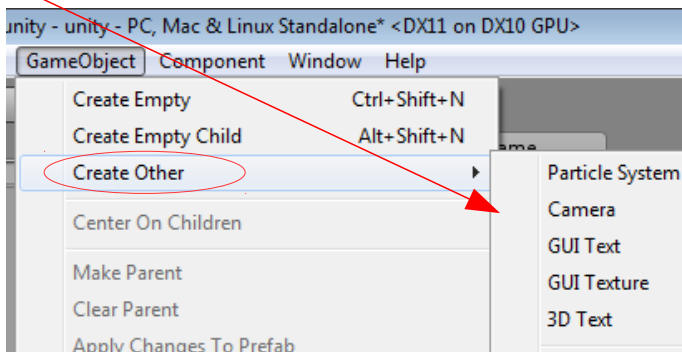 unity - unity - PC, Mac & Linux Standalone* <DX11 on DX10 GPU>
GameObject Component Window Help
Create Empty Ctrl+Shift+N
Create Empty Child Alt+Shift+N
Create Other
Center On Children
Make Parent
Clear Parent
Apply Changes To Prefab
Particle System
Camera
GUI Text
GUI Texture
3D Text